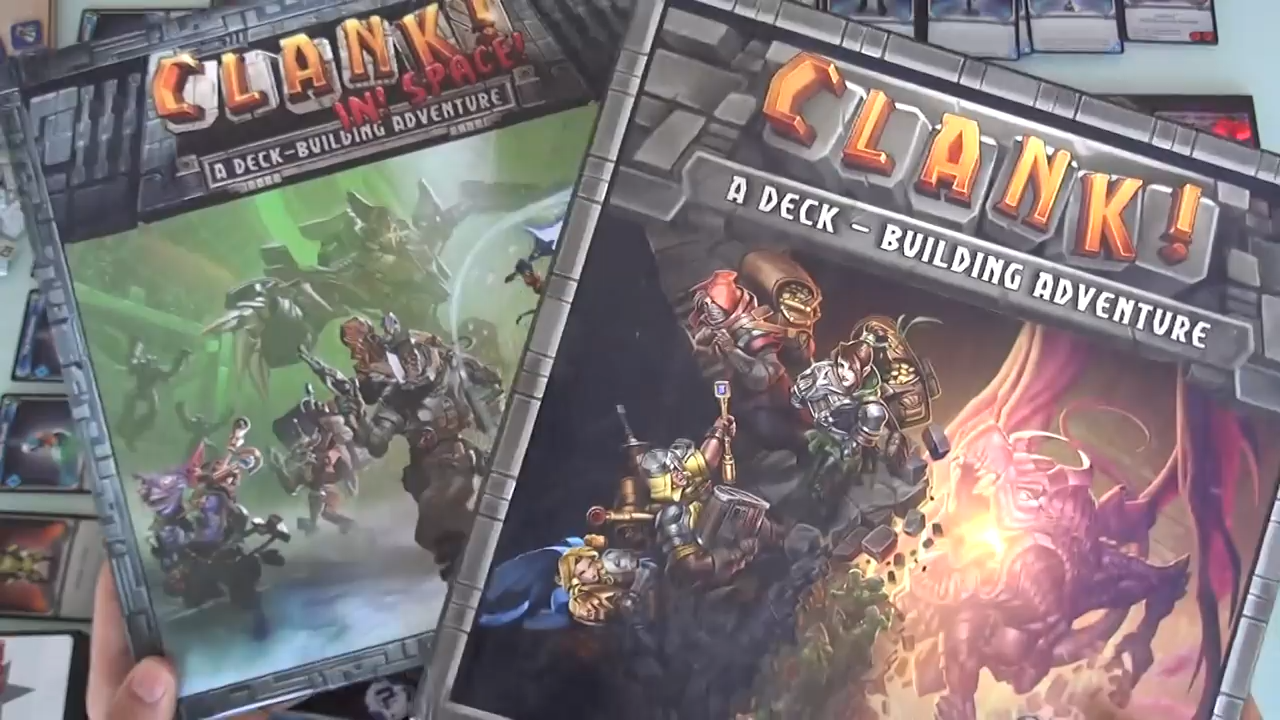 CLANK!
IN! SPACE!
A DECK-BUILDING ADVENTURE
CLANK!
A DECK - BUILDING ADVENTURE